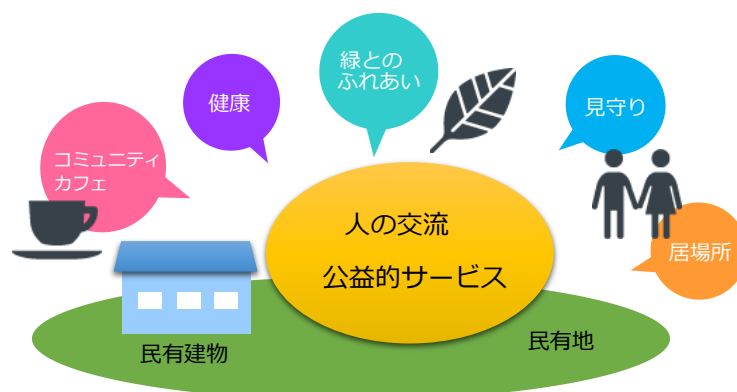 緑との
ふれあい
健康
見守り
コミュニティ
カフェ
人の交流
公益的サービス
居場所
民有建物
民有地